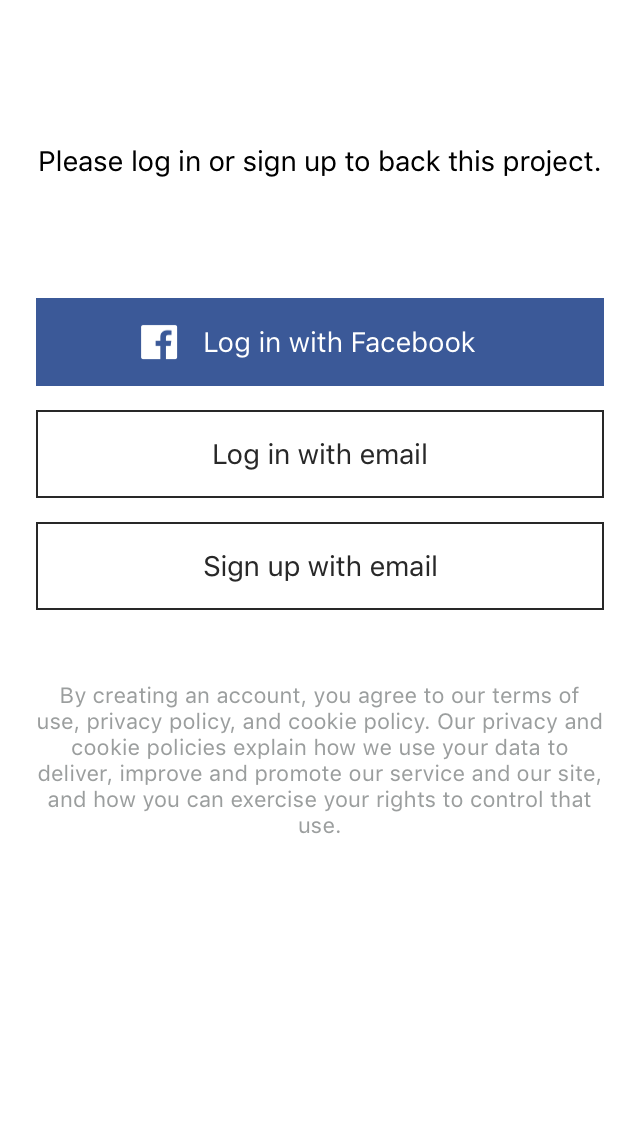 Please log in or sign up to back this project.
Log in with Facebook
Log in with email
Sign up with email
By creating an account, you agree to our terms of
use, privacy policy, and cookie policy. Our privacy and
cookie policies explain how we use your data to
deliver, improve and promote our service and our site,
and how you can exercise your rights to control that
use.